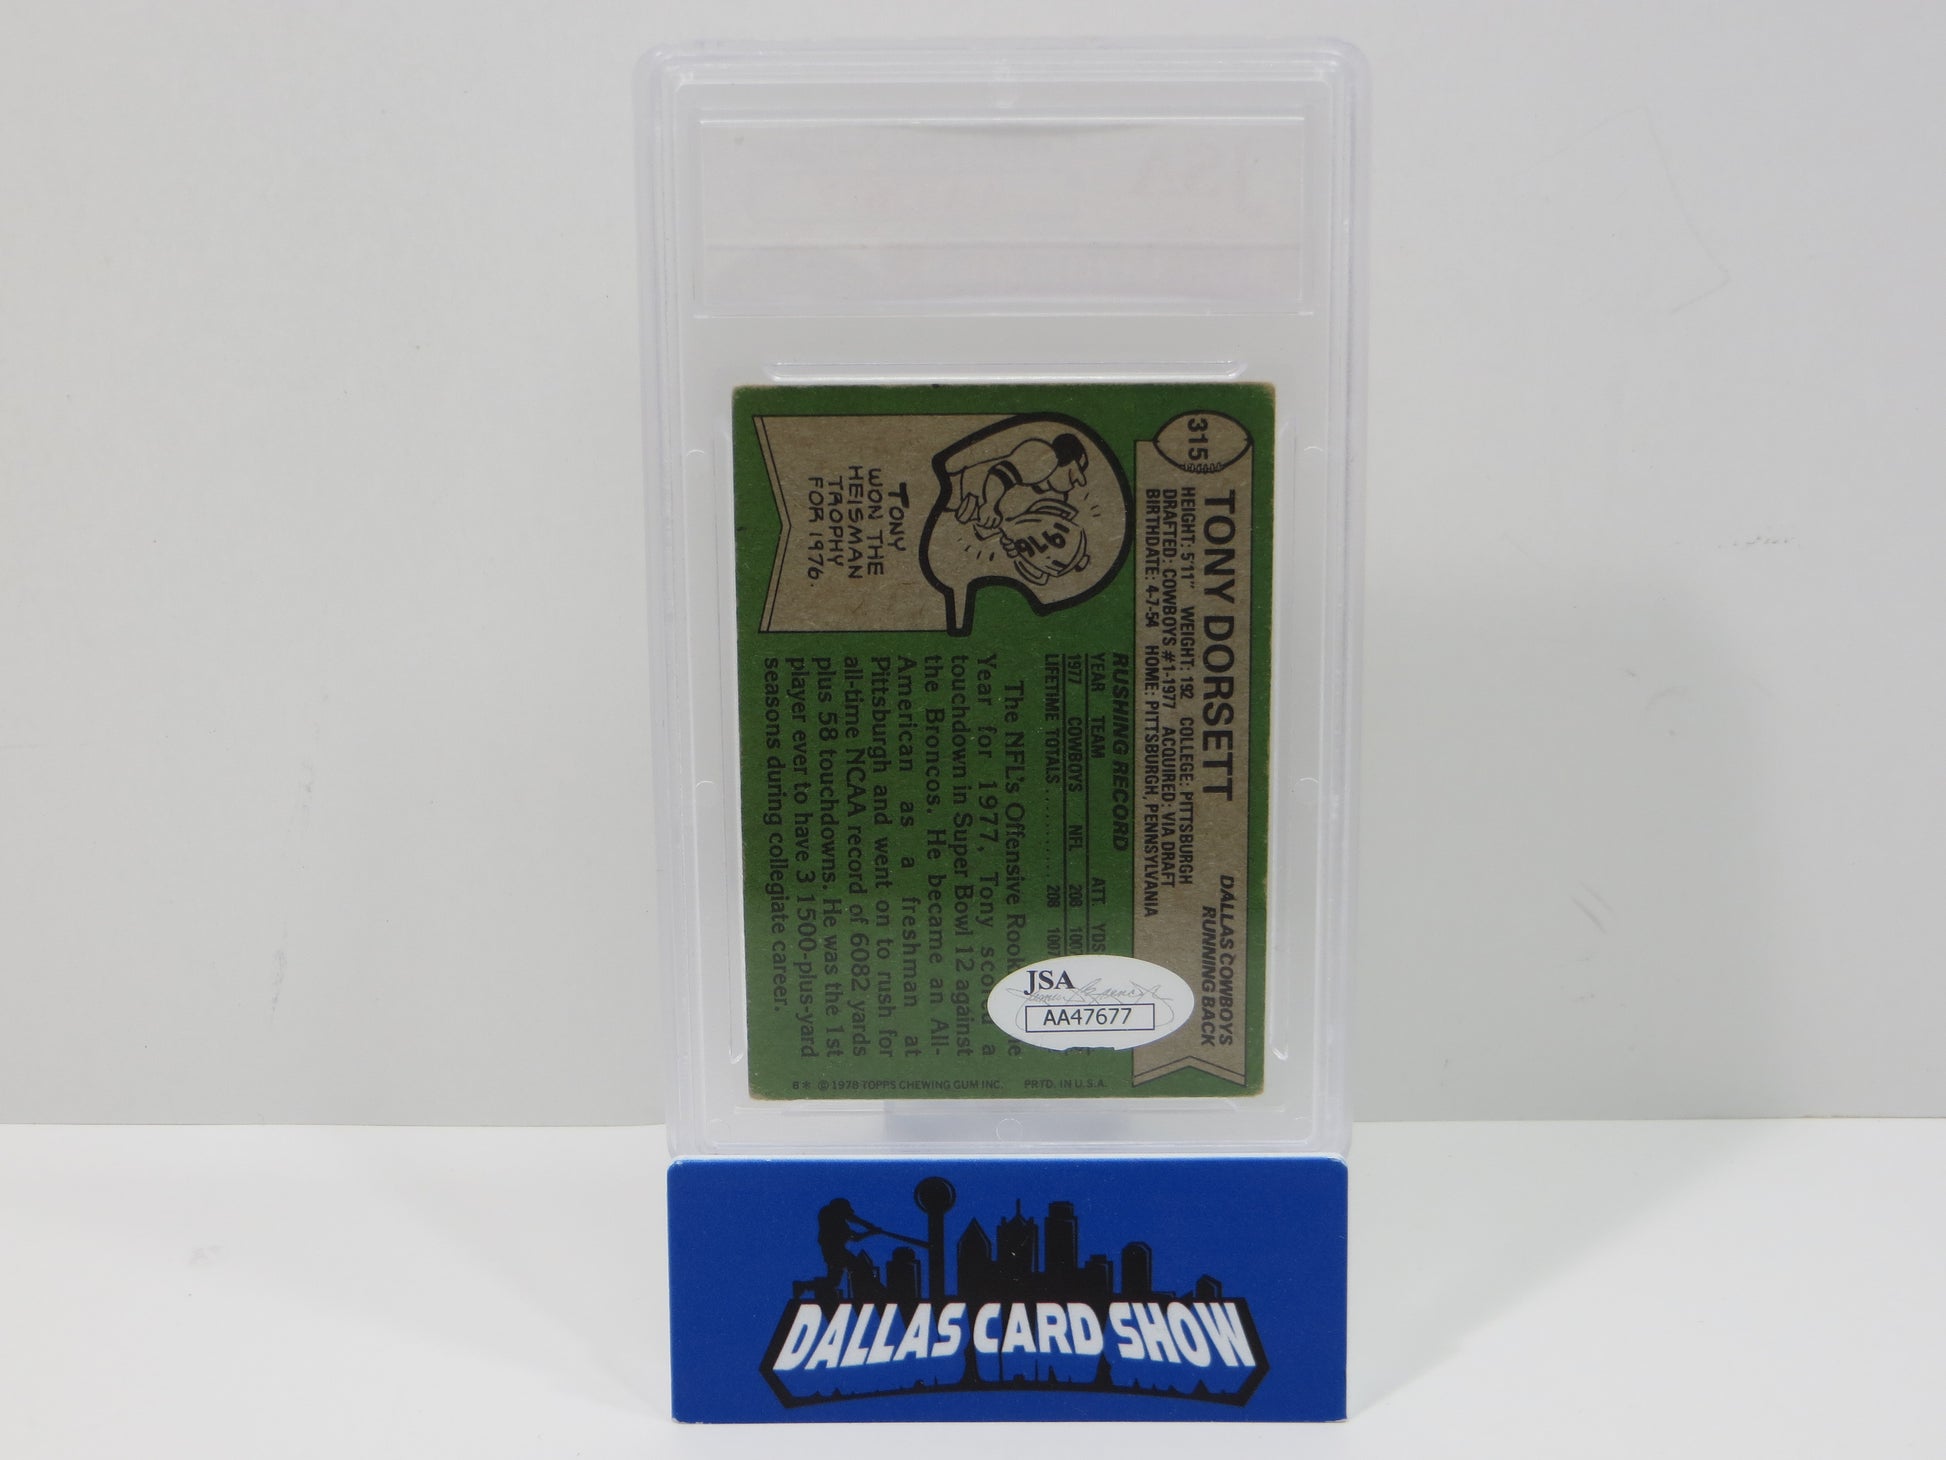 315
TONY DORSETT
DALLAS COWBOYS
RUNNING BACK
HEIGHT: 5'11" WEIGHT: 192 COLLEGE: PITTSBURGH
DRAFTED: COWBOYS #1-1977 ACQUIRED: VIA DRAFT
BIRTHDATE: 4-7-54 HOME: PITTSBURGH, PENNSYLVANIA
RUSHING RECORD
YEAR TEAM ATT. YDS
1977 COWBOYS NFL 208 1007
LIFETIME TOTALS .......... 208 1007
1976
TONY
WON THE
HEISMAN
TROPHY
FOR 1976.
The NFL's Offensive
Year for 1977, Tony scored a
touchdown in Super Bowl 12 against
the Broncos. He became an All-
American as a freshman at
Pittsburgh and went on to rush for
all-time NCAA record of 6082 yards
plus 58 touchdowns. He was the 1st
player ever to have 3 1500-plus-yard
seasons during collegiate career.
B* © 1978 TOPPS CHEWING GUM INC. PRTD. IN U.S.A.
JSA
AA47677
DALLAS CARD SHOW